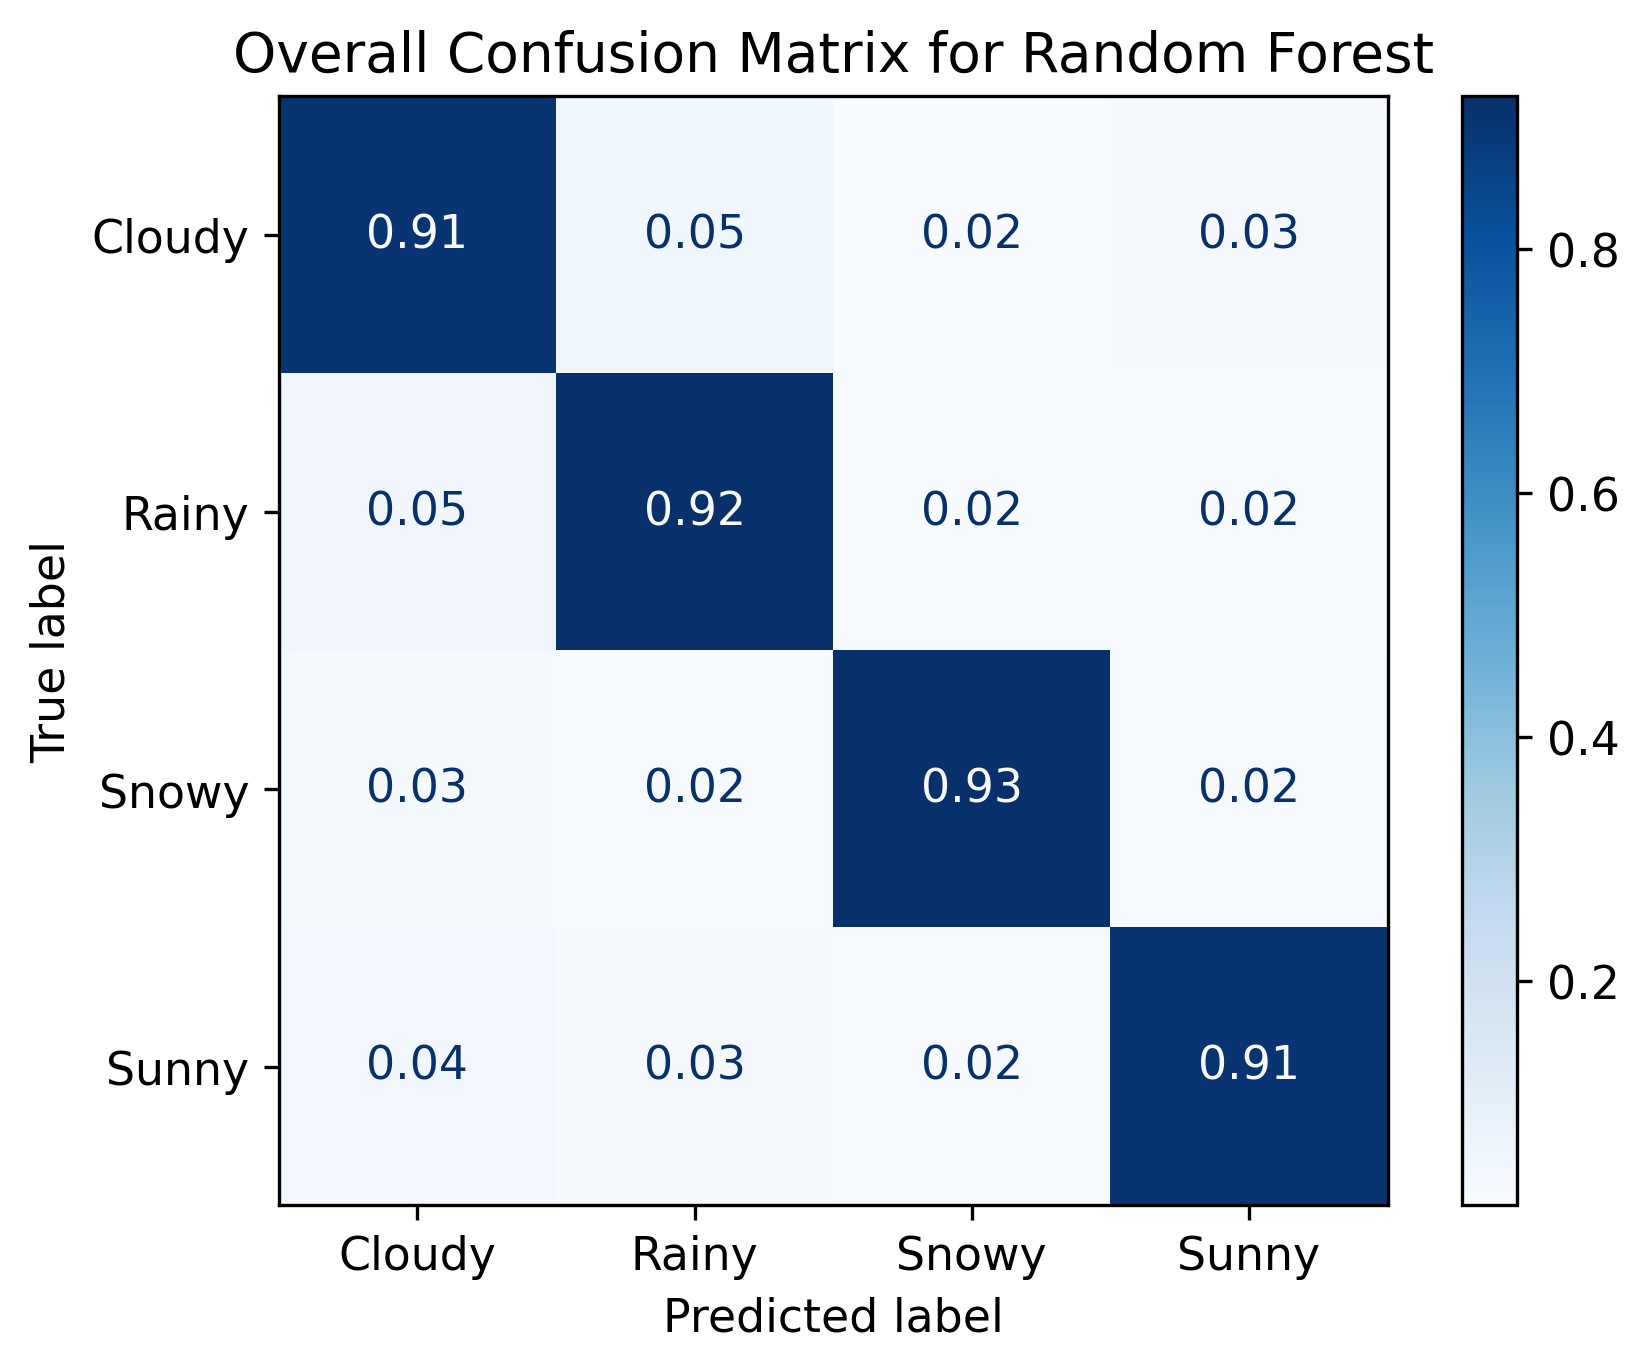 Overall Confusion Matrix for Random Forest
Cloudy 0.91 0.05 0.02 0.03
Rainy 0.05 0.92 0.02 0.02
Snowy 0.03 0.02 0.93 0.02
Sunny 0.04 0.03 0.02 0.91
Cloudy Rainy Snowy Sunny
Predicted label
True label
0.8
0.6
0.4
0.2